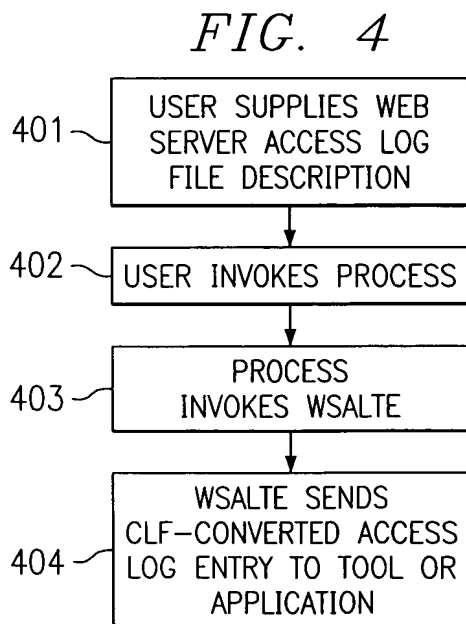 FIG. 4
401
USER SUPPLIES WEB
SERVER ACCESS LOG
FILE DESCRIPTION
402
USER INVOKES PROCESS
403
PROCESS
INVOKES WSALTE
404
WSALTE SENDS
CLF-CONVERTED ACCESS
LOG ENTRY TO TOOL OR
APPLICATION